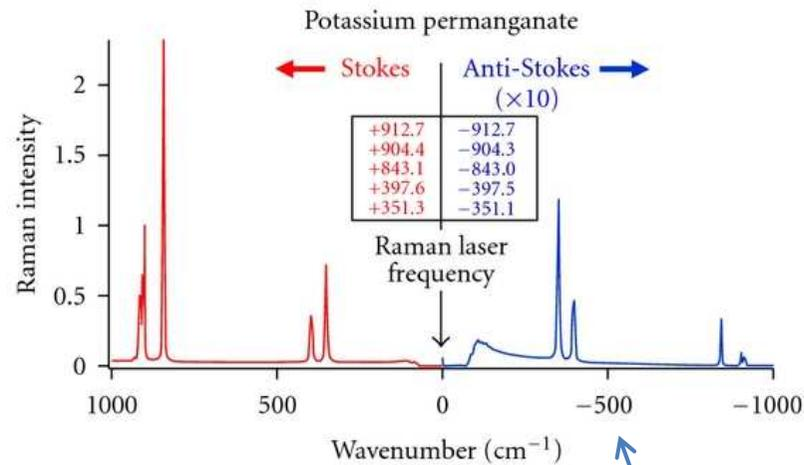 Potassium permanganate
Stokes
Anti-Stokes
(×10)
+912.7 −912.7
+904.4 −904.3
+843.1 −843.0
+397.6 −397.5
+351.3 −351.1
Raman laser
frequency
Raman intensity
2
1.5
1
0.5
0
1000 500 0 −500 −1000
Wavenumber (cm⁻¹)